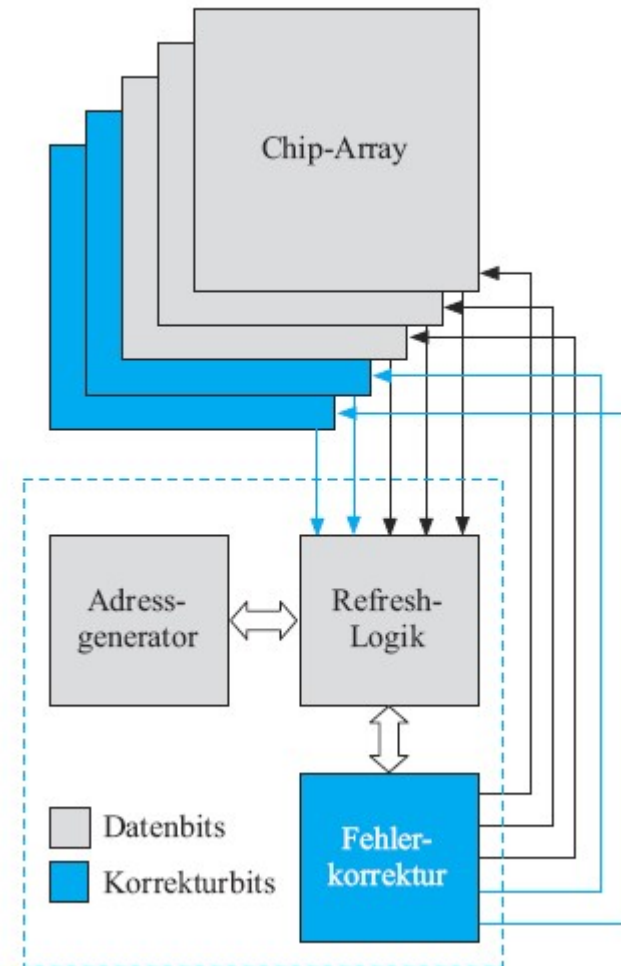 Chip-Array
Adress-
generator
Refresh-
Logik
Datenbits
Korrekturbits
Fehler-
korrektur